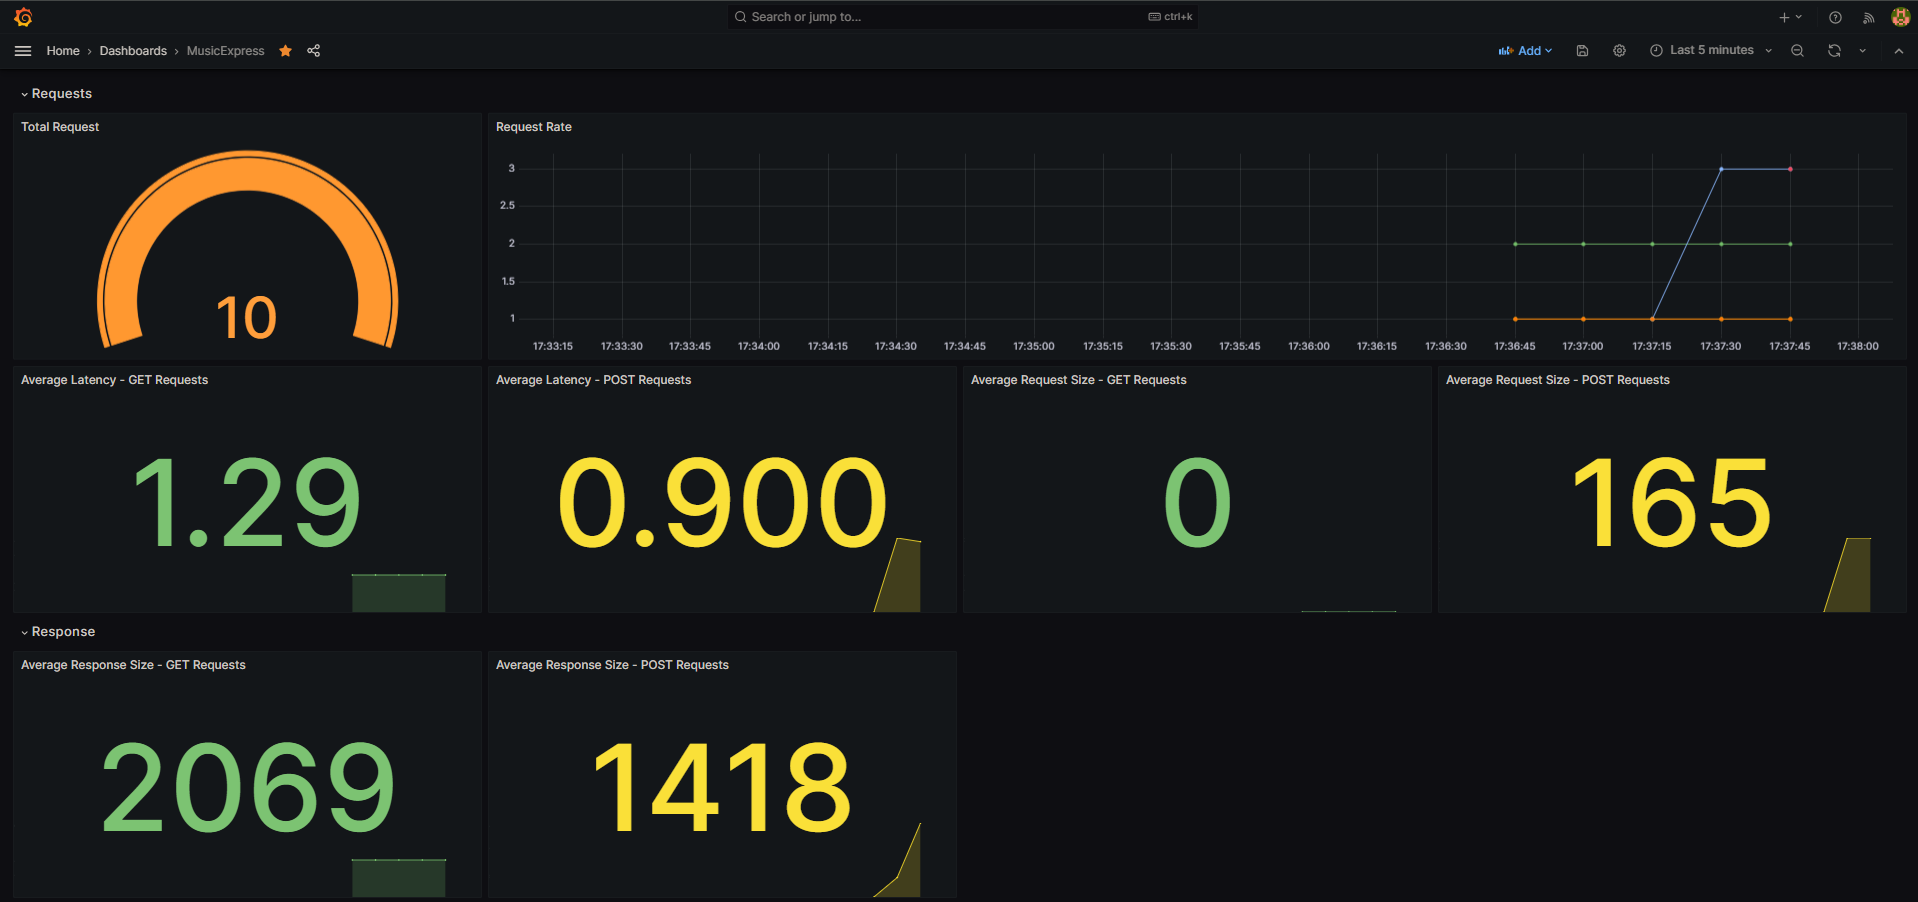 Search or jump to...
ctrl+k
Home › Dashboards › MusicExpress
Add
Last 5 minutes
Requests
Total Request
10
Request Rate
3
2.5
2
1.5
1
17:33:15 17:33:30 17:33:45 17:34:00 17:34:15 17:34:30 17:34:45 17:35:00 17:35:15 17:35:30 17:35:45 17:36:00 17:36:15 17:36:30 17:36:45 17:37:00 17:37:15 17:37:30 17:37:45 17:38:00
Average Latency - GET Requests
1.29
Average Latency - POST Requests
0.900
Average Request Size - GET Requests
0
Average Request Size - POST Requests
165
Response
Average Response Size - GET Requests
2069
Average Response Size - POST Requests
1418